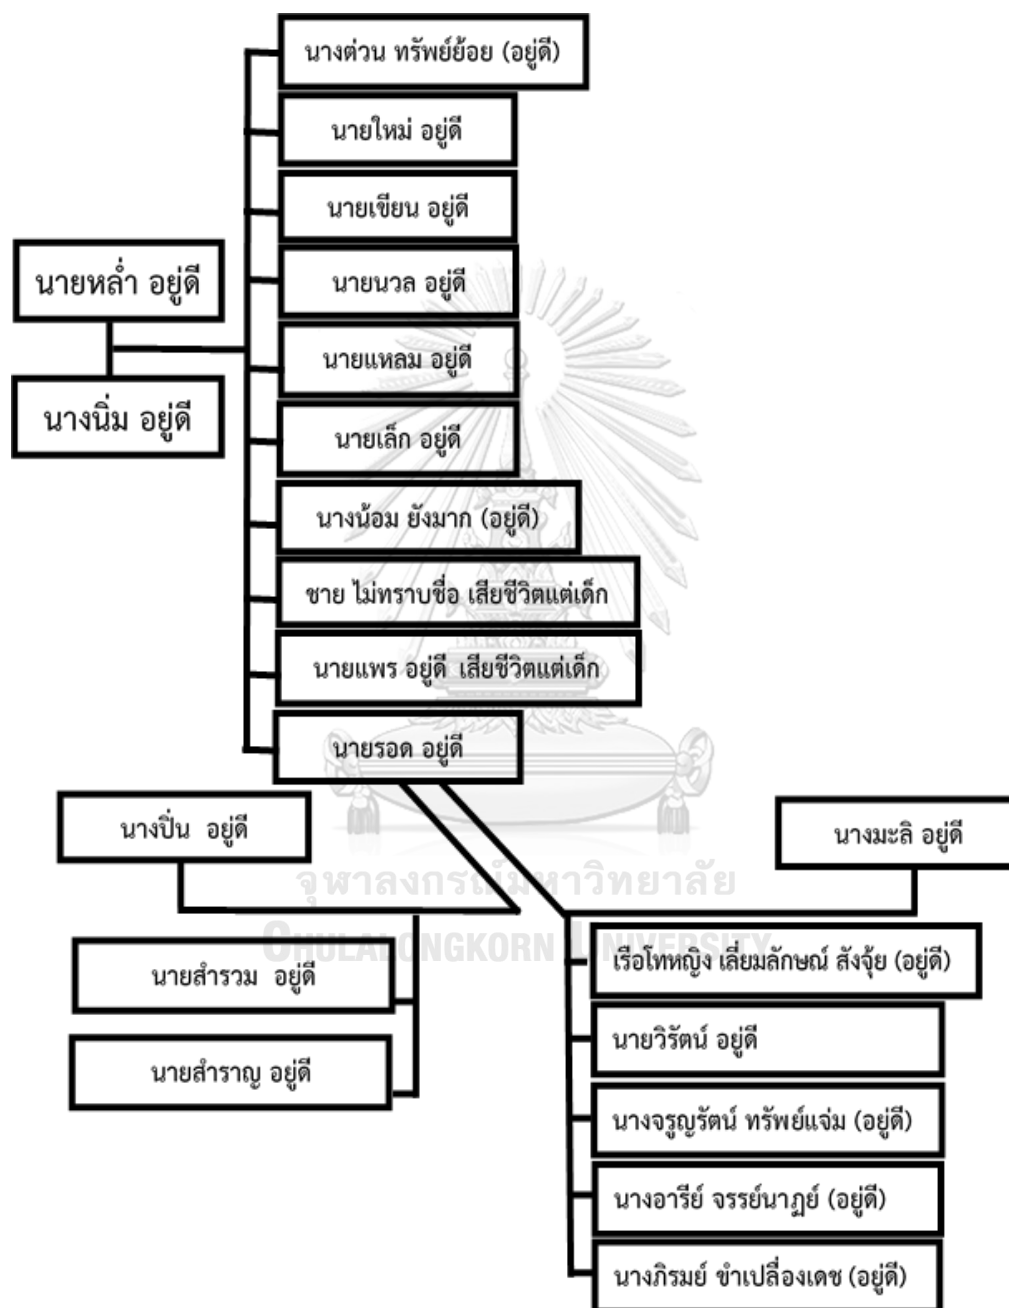 นางต่วน ทรัพย์ย้อย (อยู่ดี)
นายใหม่ อยู่ดี
นายเขียน อยู่ดี
นายหล่ำ อยู่ดี
นายนวล อยู่ดี
นายแหลม อยู่ดี
นางนิ่ม อยู่ดี
นายเล็ก อยู่ดี
นางน้อม ยังมาก (อยู่ดี)
ชาย ไม่ทราบชื่อ เสียชีวิตแต่เด็ก
นายแพร อยู่ดี เสียชีวิตแต่เด็ก
นายรอด อยู่ดี
นางปิ่น อยู่ดี
นางมะลิ อยู่ดี
จุฬาลงกรณ์มหาวิทยาลัย
CHULALONGKORN UNIVERSITY
นายสำรวม อยู่ดี
นายสำราญ อยู่ดี
เรือโทหญิง เลี่ยมลักษณ์ สังจุ้ย (อยู่ดี)
นายวิรัตน์ อยู่ดี
นางจรูญรัตน์ ทรัพย์แจ่ม (อยู่ดี)
นางอารีย์ จรรย์นาฏย์ (อยู่ดี)
นางภิรมย์ ขำเปลื่องเดช (อยู่ดี)